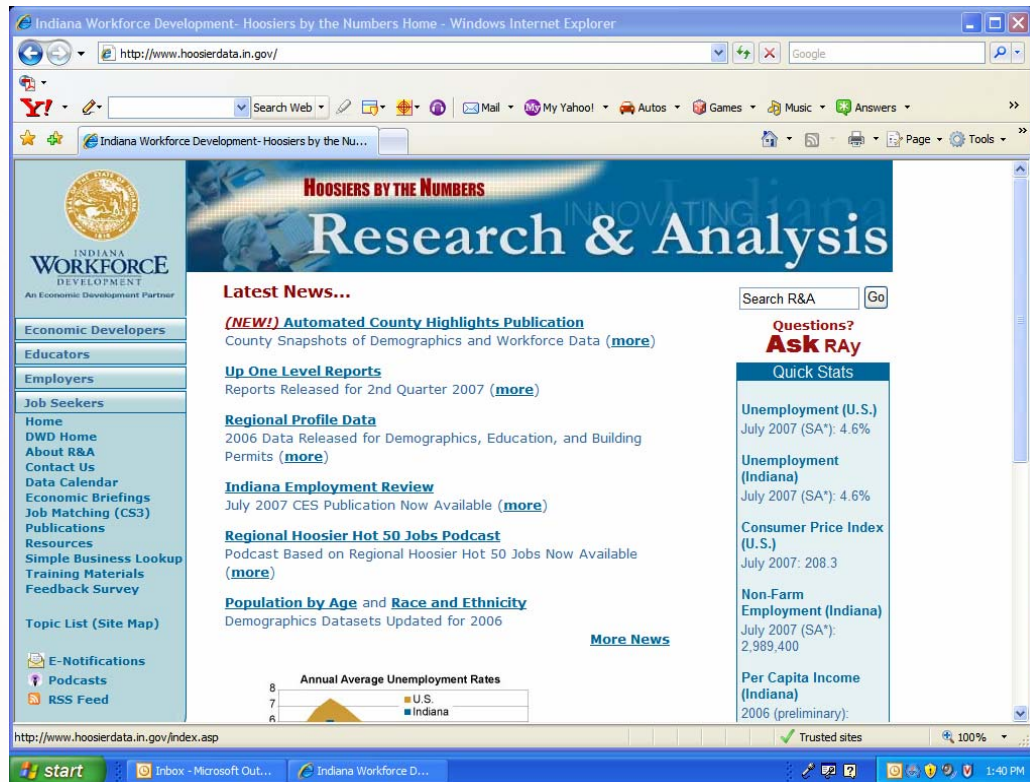 Indiana Workforce Development- Hoosiers by the Numbers Home - Windows Internet Explorer
http://www.hoosierdata.in.gov/
Google
Y! Search Web Mail My Yahoo! Autos Games Music Answers »
Indiana Workforce Development- Hoosiers by the Nu... Page Tools »
INDIANA
WORKFORCE
DEVELOPMENT
An Economic Development Partner
Economic Developers
Educators
Employers
Job Seekers
Home
DWD Home
About R&A
Contact Us
Data Calendar
Economic Briefings
Job Matching (CS3)
Publications
Resources
Simple Business Lookup
Training Materials
Feedback Survey
Topic List (Site Map)
E-Notifications
Podcasts
RSS Feed
HOOSIERS BY THE NUMBERS
INNOVATING Indiana
Research & Analysis
Latest News...
(NEW!) Automated County Highlights Publication
County Snapshots of Demographics and Workforce Data (more)
Up One Level Reports
Reports Released for 2nd Quarter 2007 (more)
Regional Profile Data
2006 Data Released for Demographics, Education, and Building
Permits (more)
Indiana Employment Review
July 2007 CES Publication Now Available (more)
Regional Hoosier Hot 50 Jobs Podcast
Podcast Based on Regional Hoosier Hot 50 Jobs Now Available
(more)
Population by Age and Race and Ethnicity
Demographics Datasets Updated for 2006
More News
Annual Average Unemployment Rates
8
7
6
U.S.
Indiana
Search R&A Go
Questions?
Ask RAy
Quick Stats
Unemployment (U.S.)
July 2007 (SA*): 4.6%
Unemployment
(Indiana)
July 2007 (SA*): 4.6%
Consumer Price Index
(U.S.)
July 2007: 208.3
Non-Farm
Employment (Indiana)
July 2007 (SA*):
2,989,400
Per Capita Income
(Indiana)
2006 (preliminary):
http://www.hoosierdata.in.gov/index.asp Trusted sites 100%
start Inbox - Microsoft Out... Indiana Workforce D... 1:40 PM